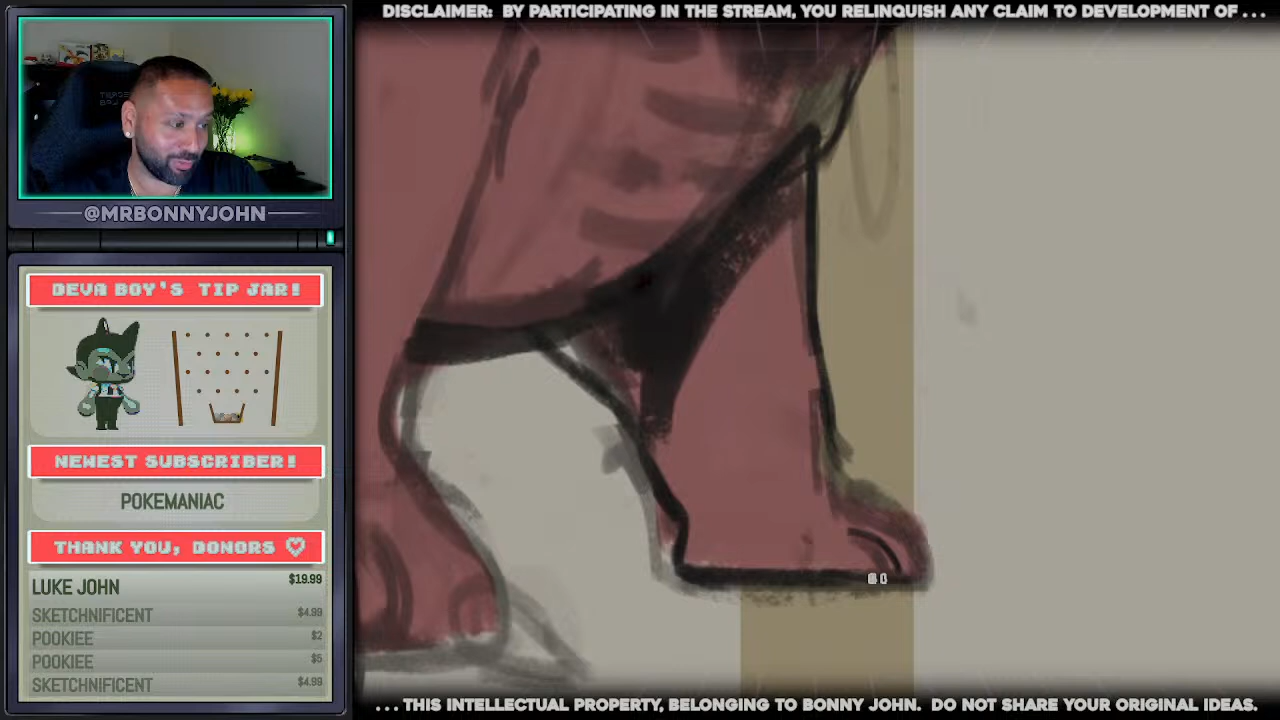 DISCLAIMER: BY PARTICIPATING IN THE STREAM, YOU RELINQUISH ANY CLAIM TO DEVELOPMENT OF . . .
@MRBONNYJOHN
DEVA BOY'S TIP JAR!
NEWEST SUBSCRIBER!
POKEMANIAC
THANK YOU, DONORS ♡
LUKE JOHN $19.99
SKETCHNIFICENT $4.99
POOKIEE $2
POOKIEE $5
SKETCHNIFICENT $4.99
. . . THIS INTELLECTUAL PROPERTY, BELONGING TO BONNY JOHN. DO NOT SHARE YOUR ORIGINAL IDEAS.